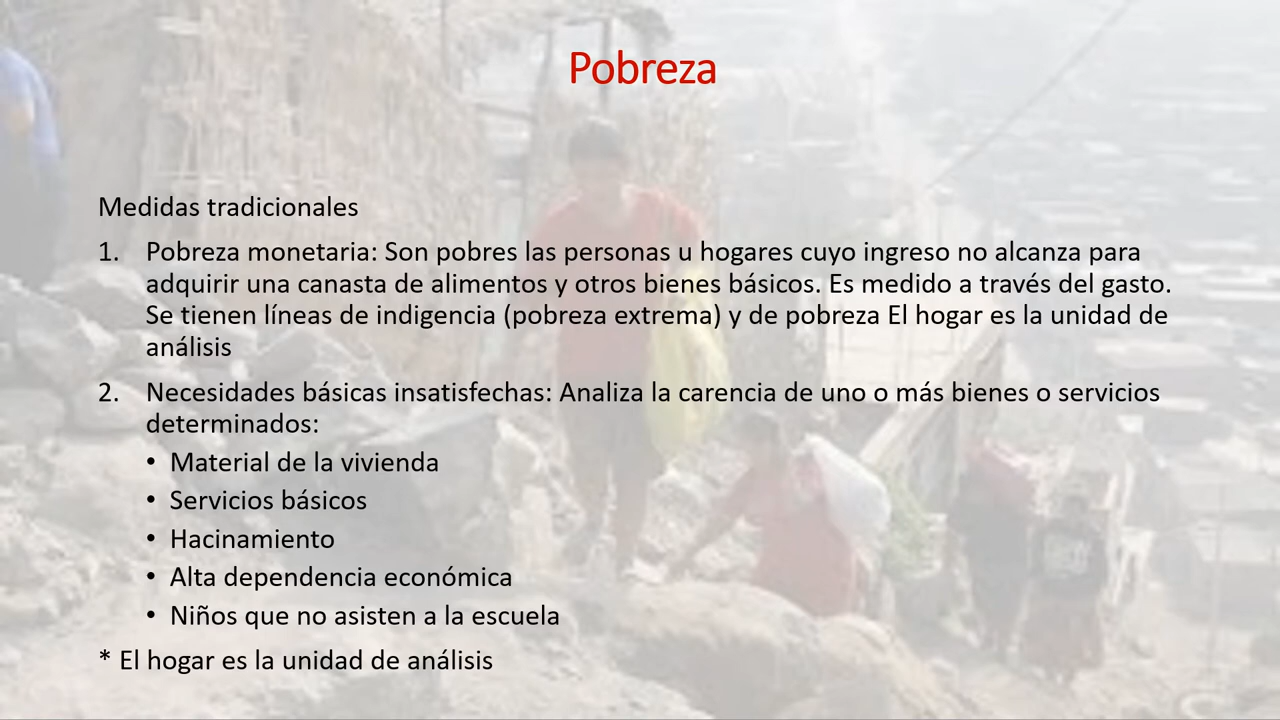 Pobreza
Medidas tradicionales
1. Pobreza monetaria: Son pobres las personas u hogares cuyo ingreso no alcanza para
adquirir una canasta de alimentos y otros bienes básicos. Es medido a través del gasto.
Se tienen líneas de indigencia (pobreza extrema) y de pobreza El hogar es la unidad de
análisis
2. Necesidades básicas insatisfechas: Analiza la carencia de uno o más bienes o servicios
determinados:
• Material de la vivienda
• Servicios básicos
• Hacinamiento
• Alta dependencia económica
• Niños que no asisten a la escuela
* El hogar es la unidad de análisis